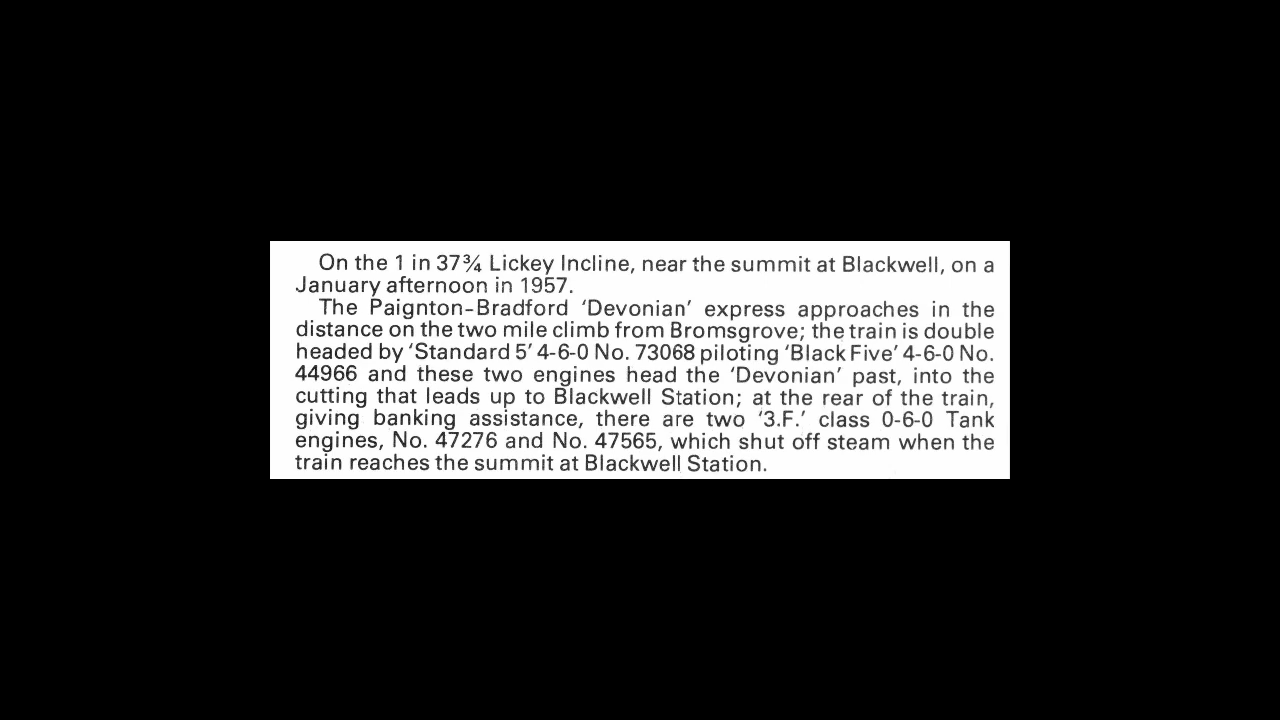 On the 1 in 37¾ Lickey Incline, near the summit at Blackwell, on a
January afternoon in 1957.
The Paignton-Bradford ‘Devonian’ express approaches in the
distance on the two mile climb from Bromsgrove; the train is double
headed by ‘Standard 5’ 4-6-0 No. 73068 piloting ‘Black Five’ 4-6-0 No.
44966 and these two engines head the ‘Devonian’ past, into the
cutting that leads up to Blackwell Station; at the rear of the train,
giving banking assistance, there are two ‘3.F.’ class 0-6-0 Tank
engines, No. 47276 and No. 47565, which shut off steam when the
train reaches the summit at Blackwell Station.